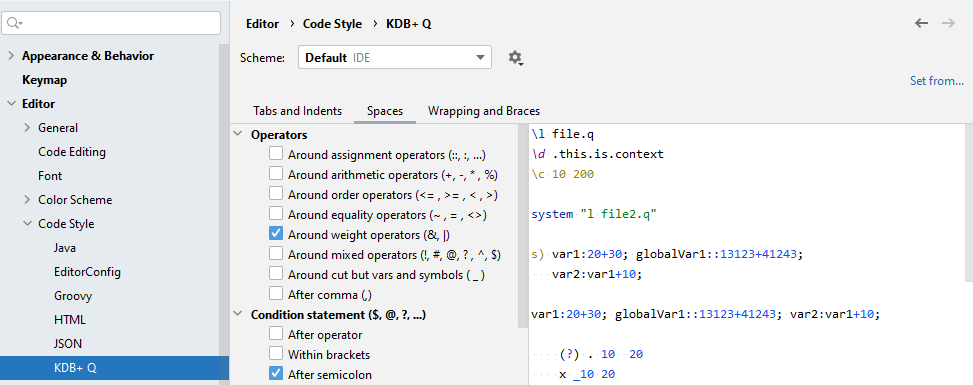 Editor › Code Style › KDB+ Q
Scheme: Default IDE
Set from...
Appearance & Behavior
Keymap
Editor
General
Code Editing
Font
Color Scheme
Code Style
Java
EditorConfig
Groovy
HTML
JSON
KDB+ Q
Tabs and Indents Spaces Wrapping and Braces
Operators
Around assignment operators (::, :, ...)
Around arithmetic operators (+, -, * , %)
Around order operators (<= , >= , < , >)
Around equality operators (~ , = , <>)
Around weight operators (&, |)
Around mixed operators (!, #, @, ? , ^, $)
Around cut but vars and symbols ( _ )
After comma (,)
Condition statement ($, @, ?, ...)
After operator
Within brackets
After semicolon
\l file.q
\d .this.is.context
\c 10 200
system "l file2.q"
s) var1:20+30; globalVar1::13123+41243;
var2:var1+10;
var1:20+30; globalVar1::13123+41243; var2:var1+10;
(?) . 10  20
x _10 20